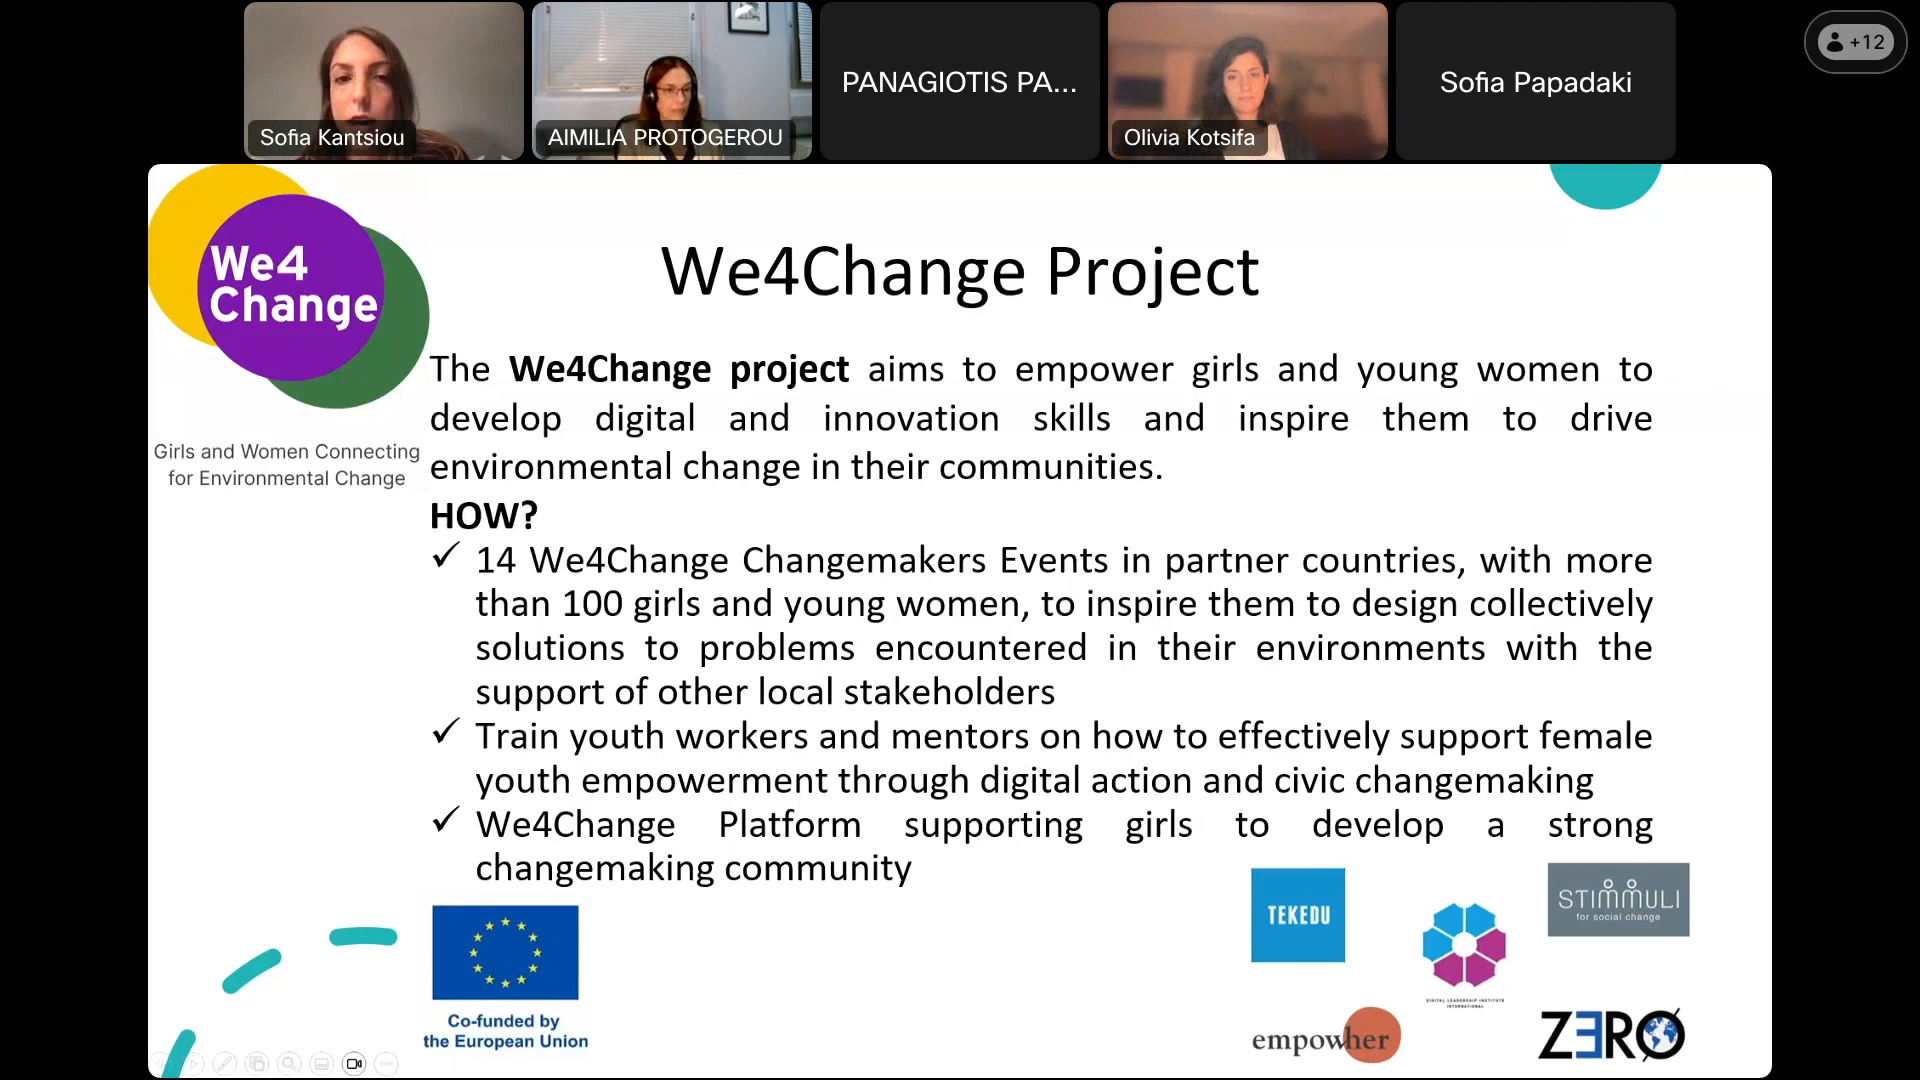 Sofia Kantsiou
AIMILIA PROTOGEROU
PANAGIOTIS PA...
Olivia Kotsifa
Sofia Papadaki
+12
We4
Change
Girls and Women Connecting
for Environmental Change
We4Change Project
The We4Change project aims to empower girls and young women to
develop digital and innovation skills and inspire them to drive
environmental change in their communities.
HOW?
✓ 14 We4Change Changemakers Events in partner countries, with more
than 100 girls and young women, to inspire them to design collectively
solutions to problems encountered in their environments with the
support of other local stakeholders
✓ Train youth workers and mentors on how to effectively support female
youth empowerment through digital action and civic changemaking
✓ We4Change Platform supporting girls to develop a strong
changemaking community
Co-funded by
the European Union
TEKEDU
DIGITAL LEADERSHIP INSTITUTE
INTERNATIONAL
STIMMULI
for social change
empowher
ZERO